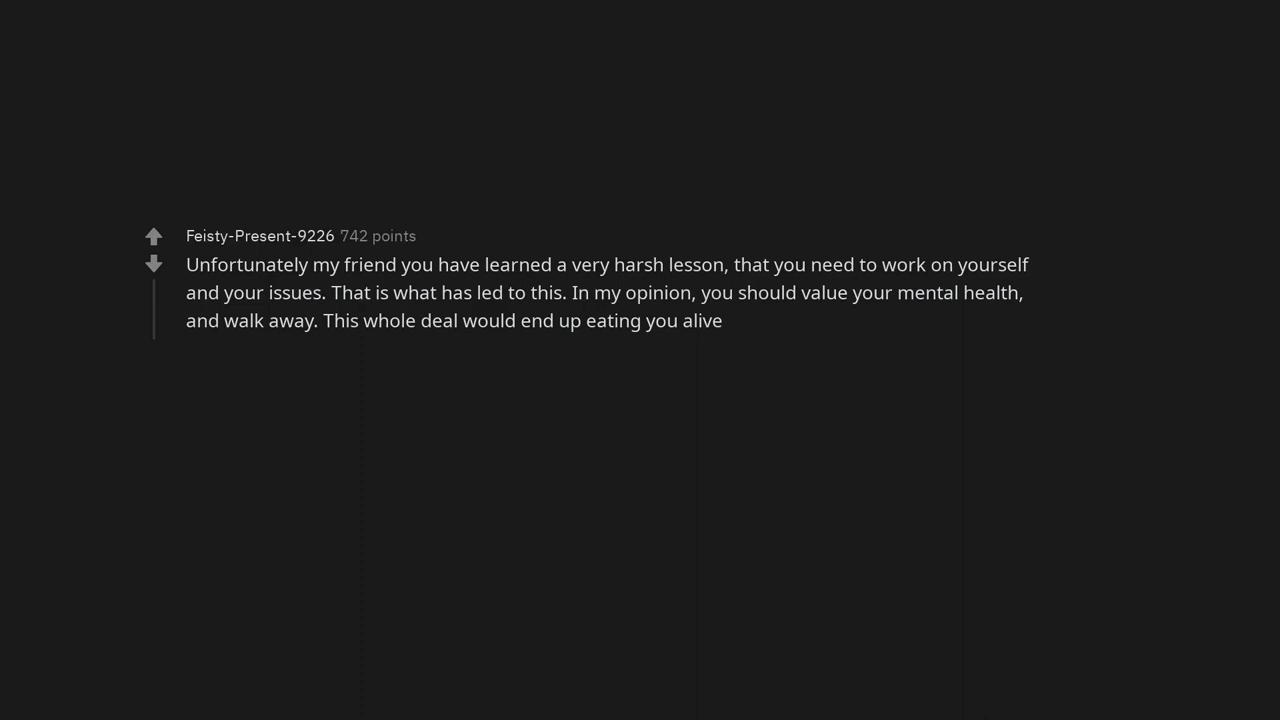 Feisty-Present-9226 742 points
Unfortunately my friend you have learned a very harsh lesson, that you need to work on yourself
and your issues. That is what has led to this. In my opinion, you should value your mental health,
and walk away. This whole deal would end up eating you alive